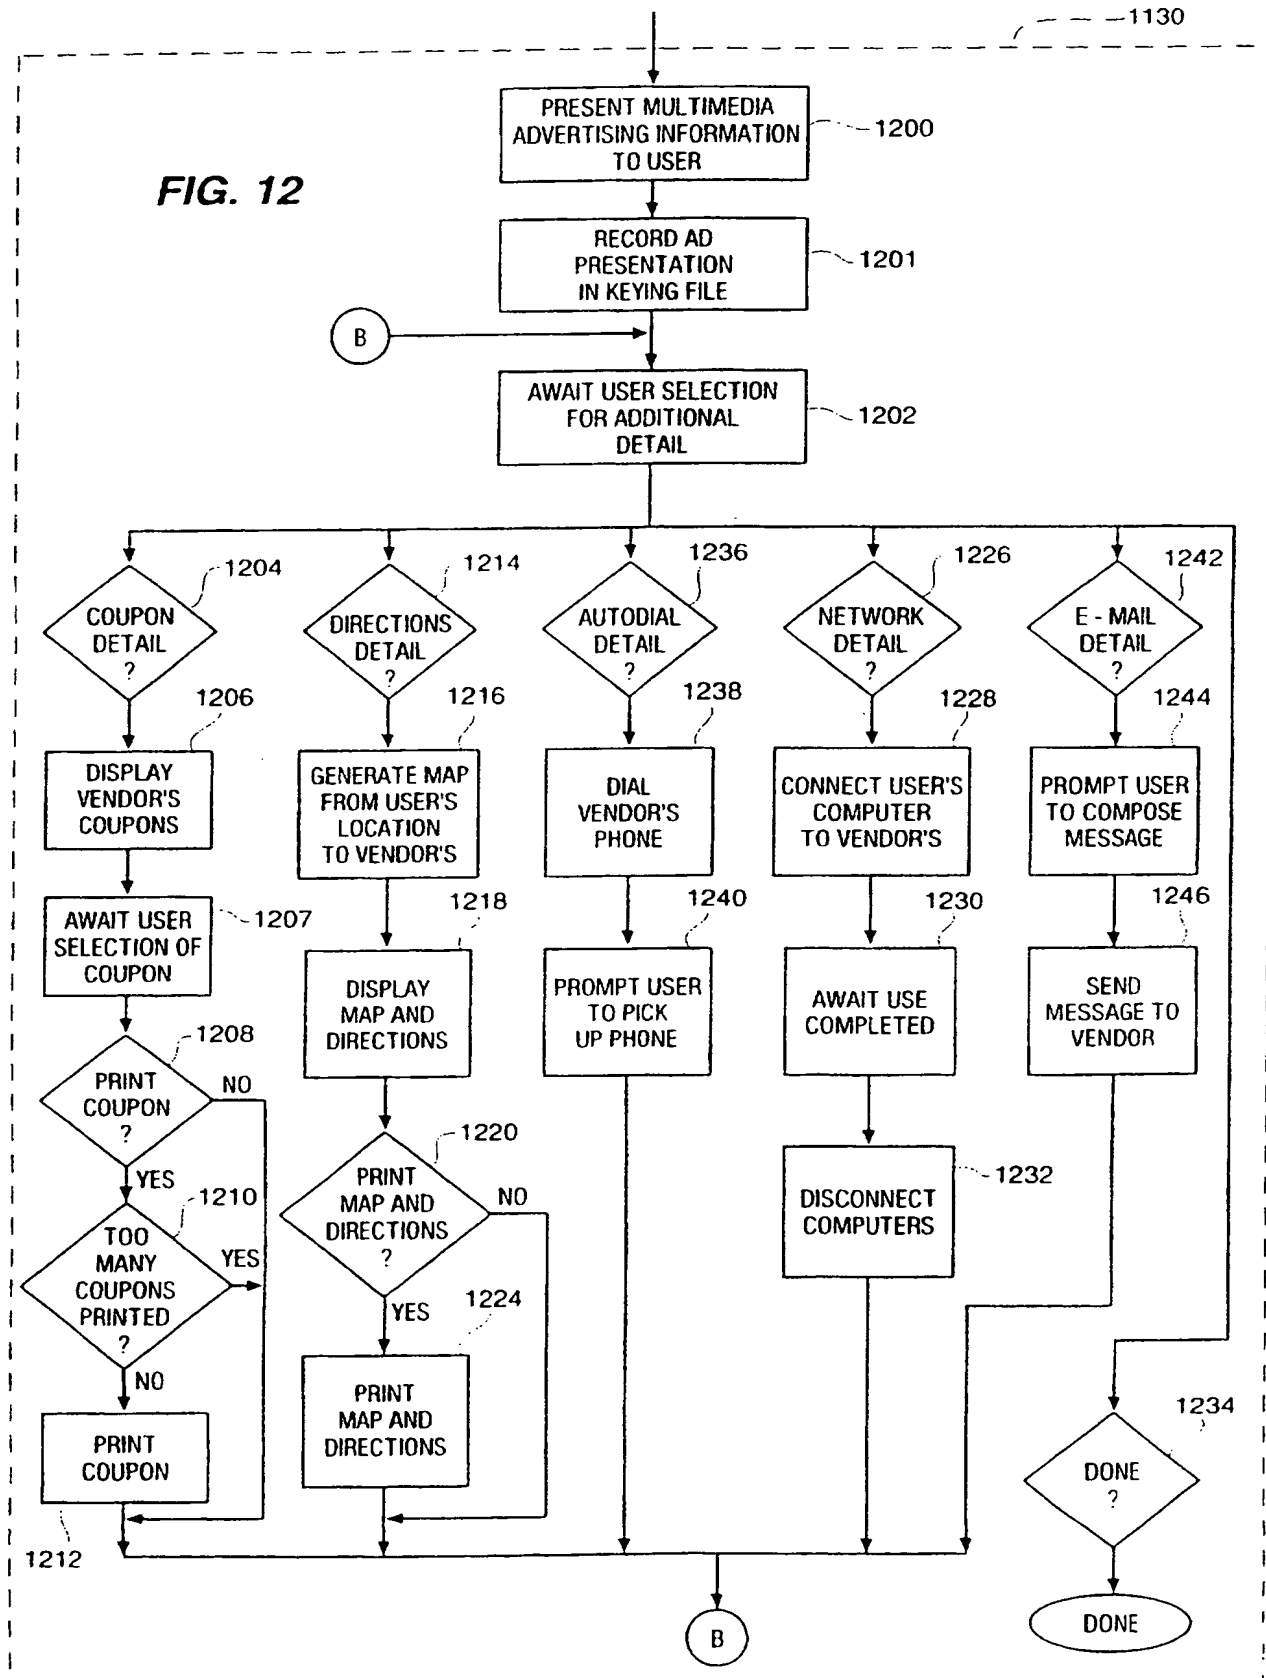 1130
PRESENT MULTIMEDIA
ADVERTISING INFORMATION
TO USER
1200
FIG. 12
RECORD AD
PRESENTATION
IN KEYING FILE
1201
B
AWAIT USER SELECTION
FOR ADDITIONAL
DETAIL
1202
1204
COUPON
DETAIL
?
1206
DISPLAY
VENDOR'S
COUPONS
AWAIT USER
SELECTION OF
COUPON
1207
1208
PRINT
COUPON
?
NO
YES
1210
TOO
MANY
COUPONS
PRINTED
?
YES
NO
PRINT
COUPON
1212
1214
DIRECTIONS
DETAIL
?
1216
GENERATE MAP
FROM USER'S
LOCATION
TO VENDOR'S
1218
DISPLAY
MAP AND
DIRECTIONS
1220
PRINT
MAP AND
DIRECTIONS
?
NO
YES
1224
PRINT
MAP AND
DIRECTIONS
1236
AUTODIAL
DETAIL
?
1238
DIAL
VENDOR'S
PHONE
1240
PROMPT USER
TO PICK
UP PHONE
1226
NETWORK
DETAIL
?
1228
CONNECT USER'S
COMPUTER
TO VENDOR'S
1230
AWAIT USE
COMPLETED
1232
DISCONNECT
COMPUTERS
1242
E - MAIL
DETAIL
?
1244
PROMPT USER
TO COMPOSE
MESSAGE
1246
SEND
MESSAGE TO
VENDOR
1234
DONE
?
DONE
B